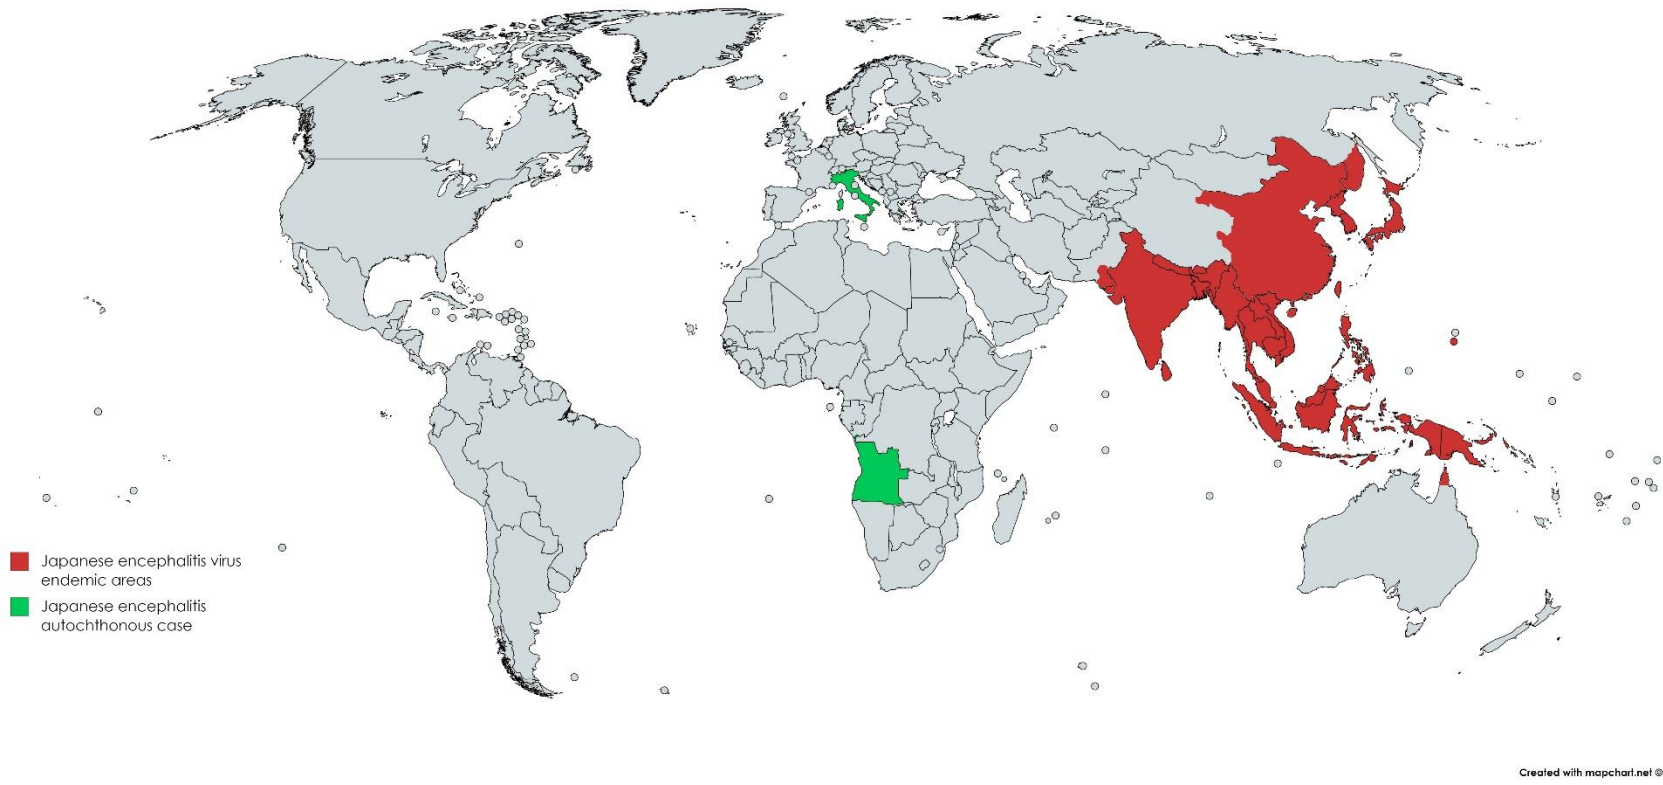 Japanese encephalitis virus
endemic areas
Japanese encephalitis
autochthonous case
Created with mapchart.net ©